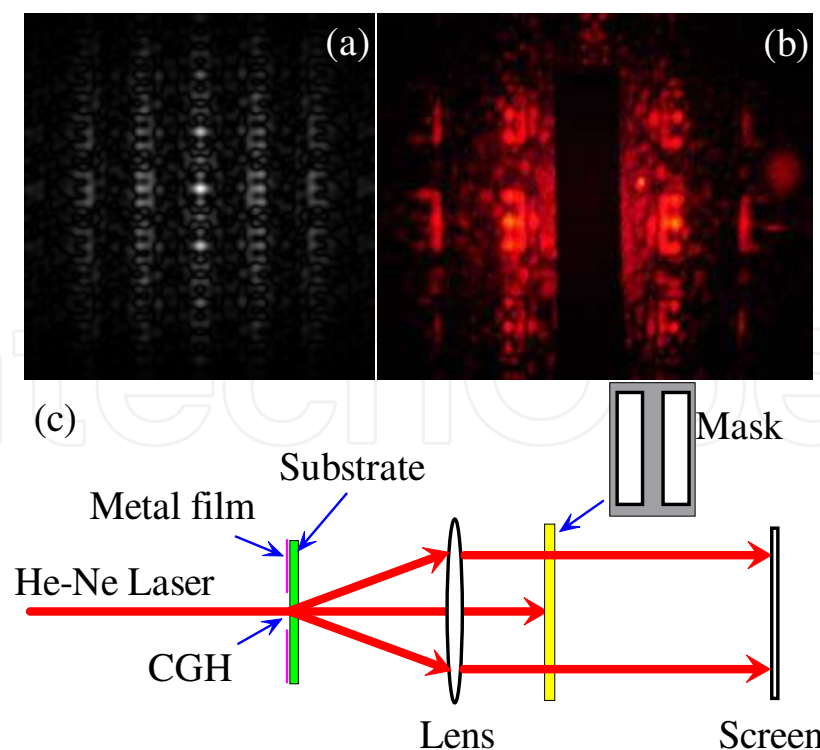 (a)
(b)
(c)
Mask
Substrate
Metal film
He-Ne Laser
CGH
Lens
Screen